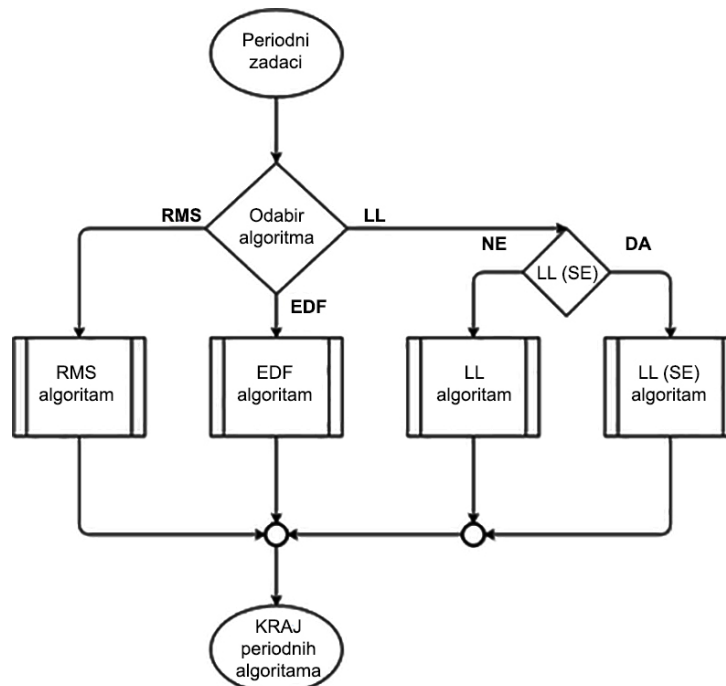 Periodni
zadaci
RMS
Odabir
algoritma
LL
NE
DA
LL (SE)
EDF
RMS
algoritam
EDF
algoritam
LL
algoritam
LL (SE)
algoritam
KRAJ
periodnih
algoritama